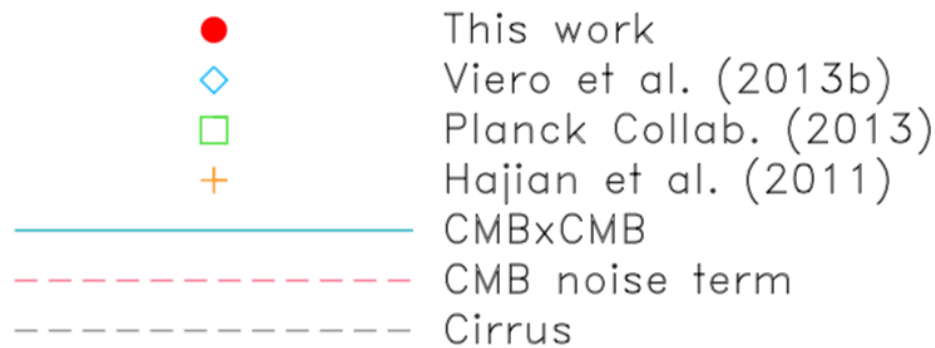 This work
Viero et al. (2013b)
Planck Collab. (2013)
Hajian et al. (2011)
CMBxCMB
CMB noise term
Cirrus